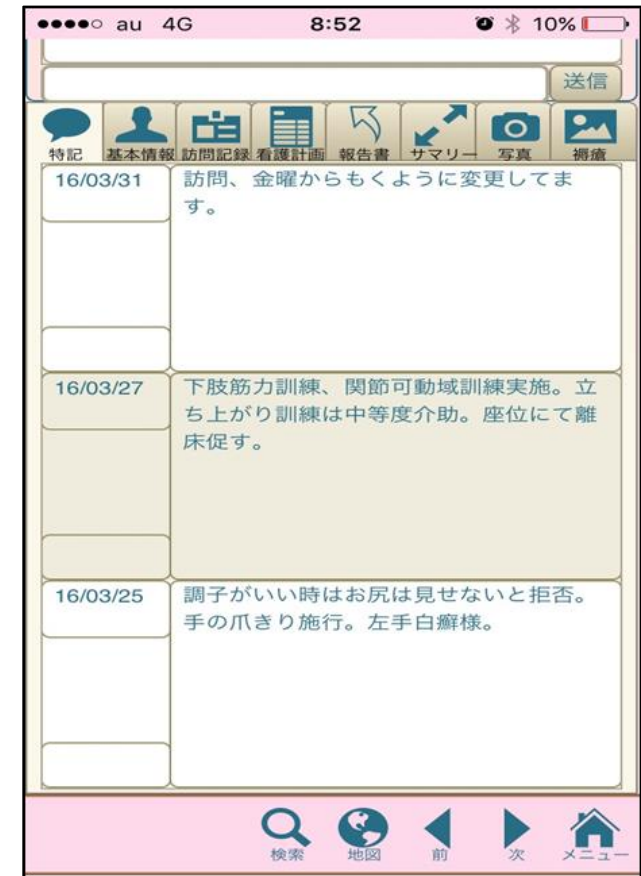 au 4G 8:52 10%
送信
特記 基本情報 訪問記録 看護計画 報告書 サマリー 写真 褥瘡
16/03/31
訪問、金曜からもくように変更してま
す。
16/03/27
下肢筋力訓練、関節可動域訓練実施。立
ち上がり訓練は中等度介助。座位にて離
床促す。
16/03/25
調子がいい時はお尻は見せないと拒否。
手の爪きり施行。左手白癬様。
検索 地図 前 次 メニュー